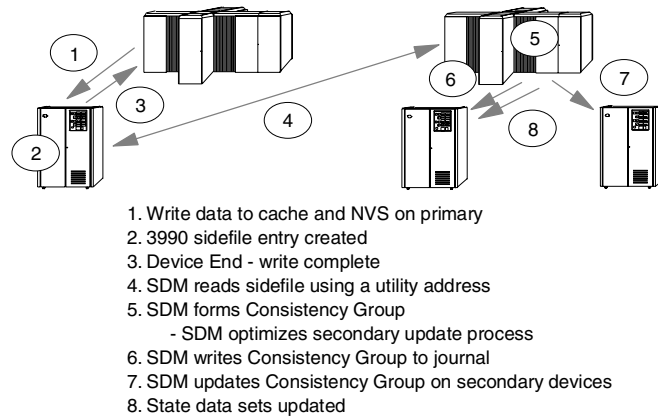 1
5
6
7
3
4
8
2
1. Write data to cache and NVS on primary
2. 3990 sidefile entry created
3. Device End - write complete
4. SDM reads sidefile using a utility address
5. SDM forms Consistency Group
- SDM optimizes secondary update process
6. SDM writes Consistency Group to journal
7. SDM updates Consistency Group on secondary devices
8. State data sets updated